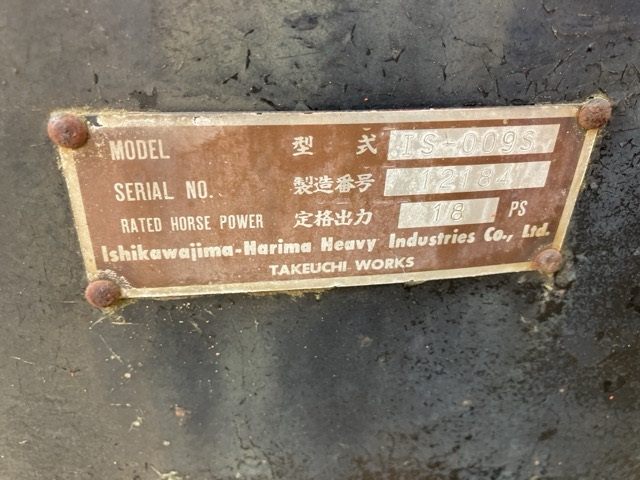 MODEL 型式 IS-009S
SERIAL NO. 製造番号 12184
RATED HORSE POWER 定格出力 18 PS
Ishikawajima-Harima Heavy Industries Co., Ltd.
TAKEUCHI WORKS